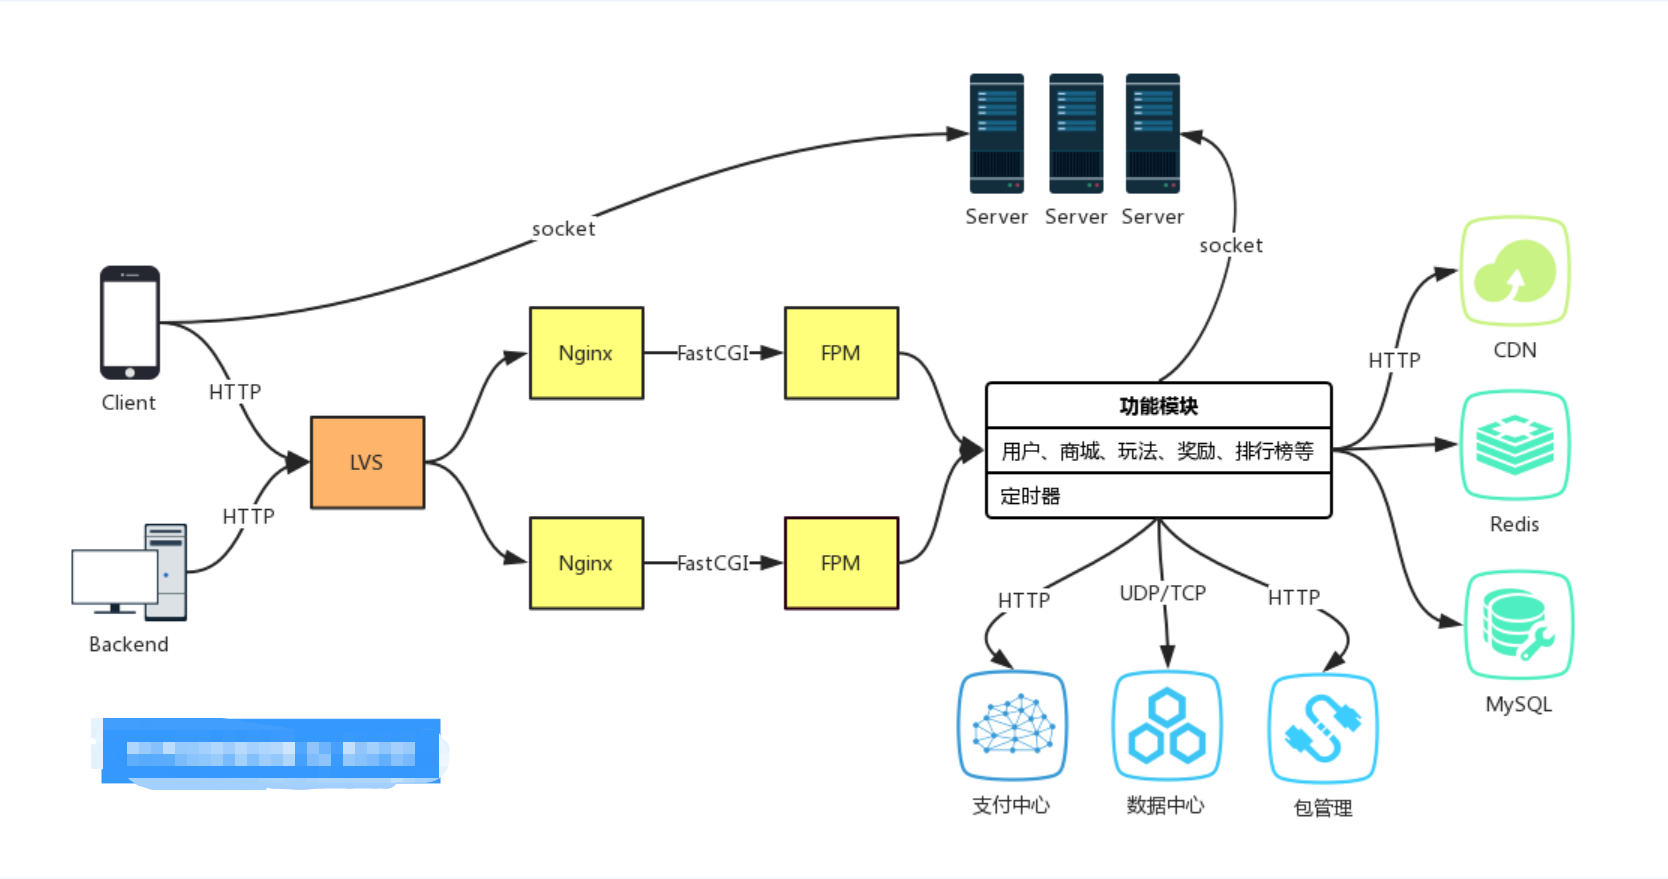 Server
Server
Server
socket
socket
Client
HTTP
Nginx
FastCGI
FPM
LVS
HTTP
Backend
Nginx
FastCGI
FPM
功能模块
用户、商城、玩法、奖励、排行榜等
定时器
HTTP
CDN
Redis
MySQL
HTTP
UDP/TCP
HTTP
支付中心
数据中心
包管理